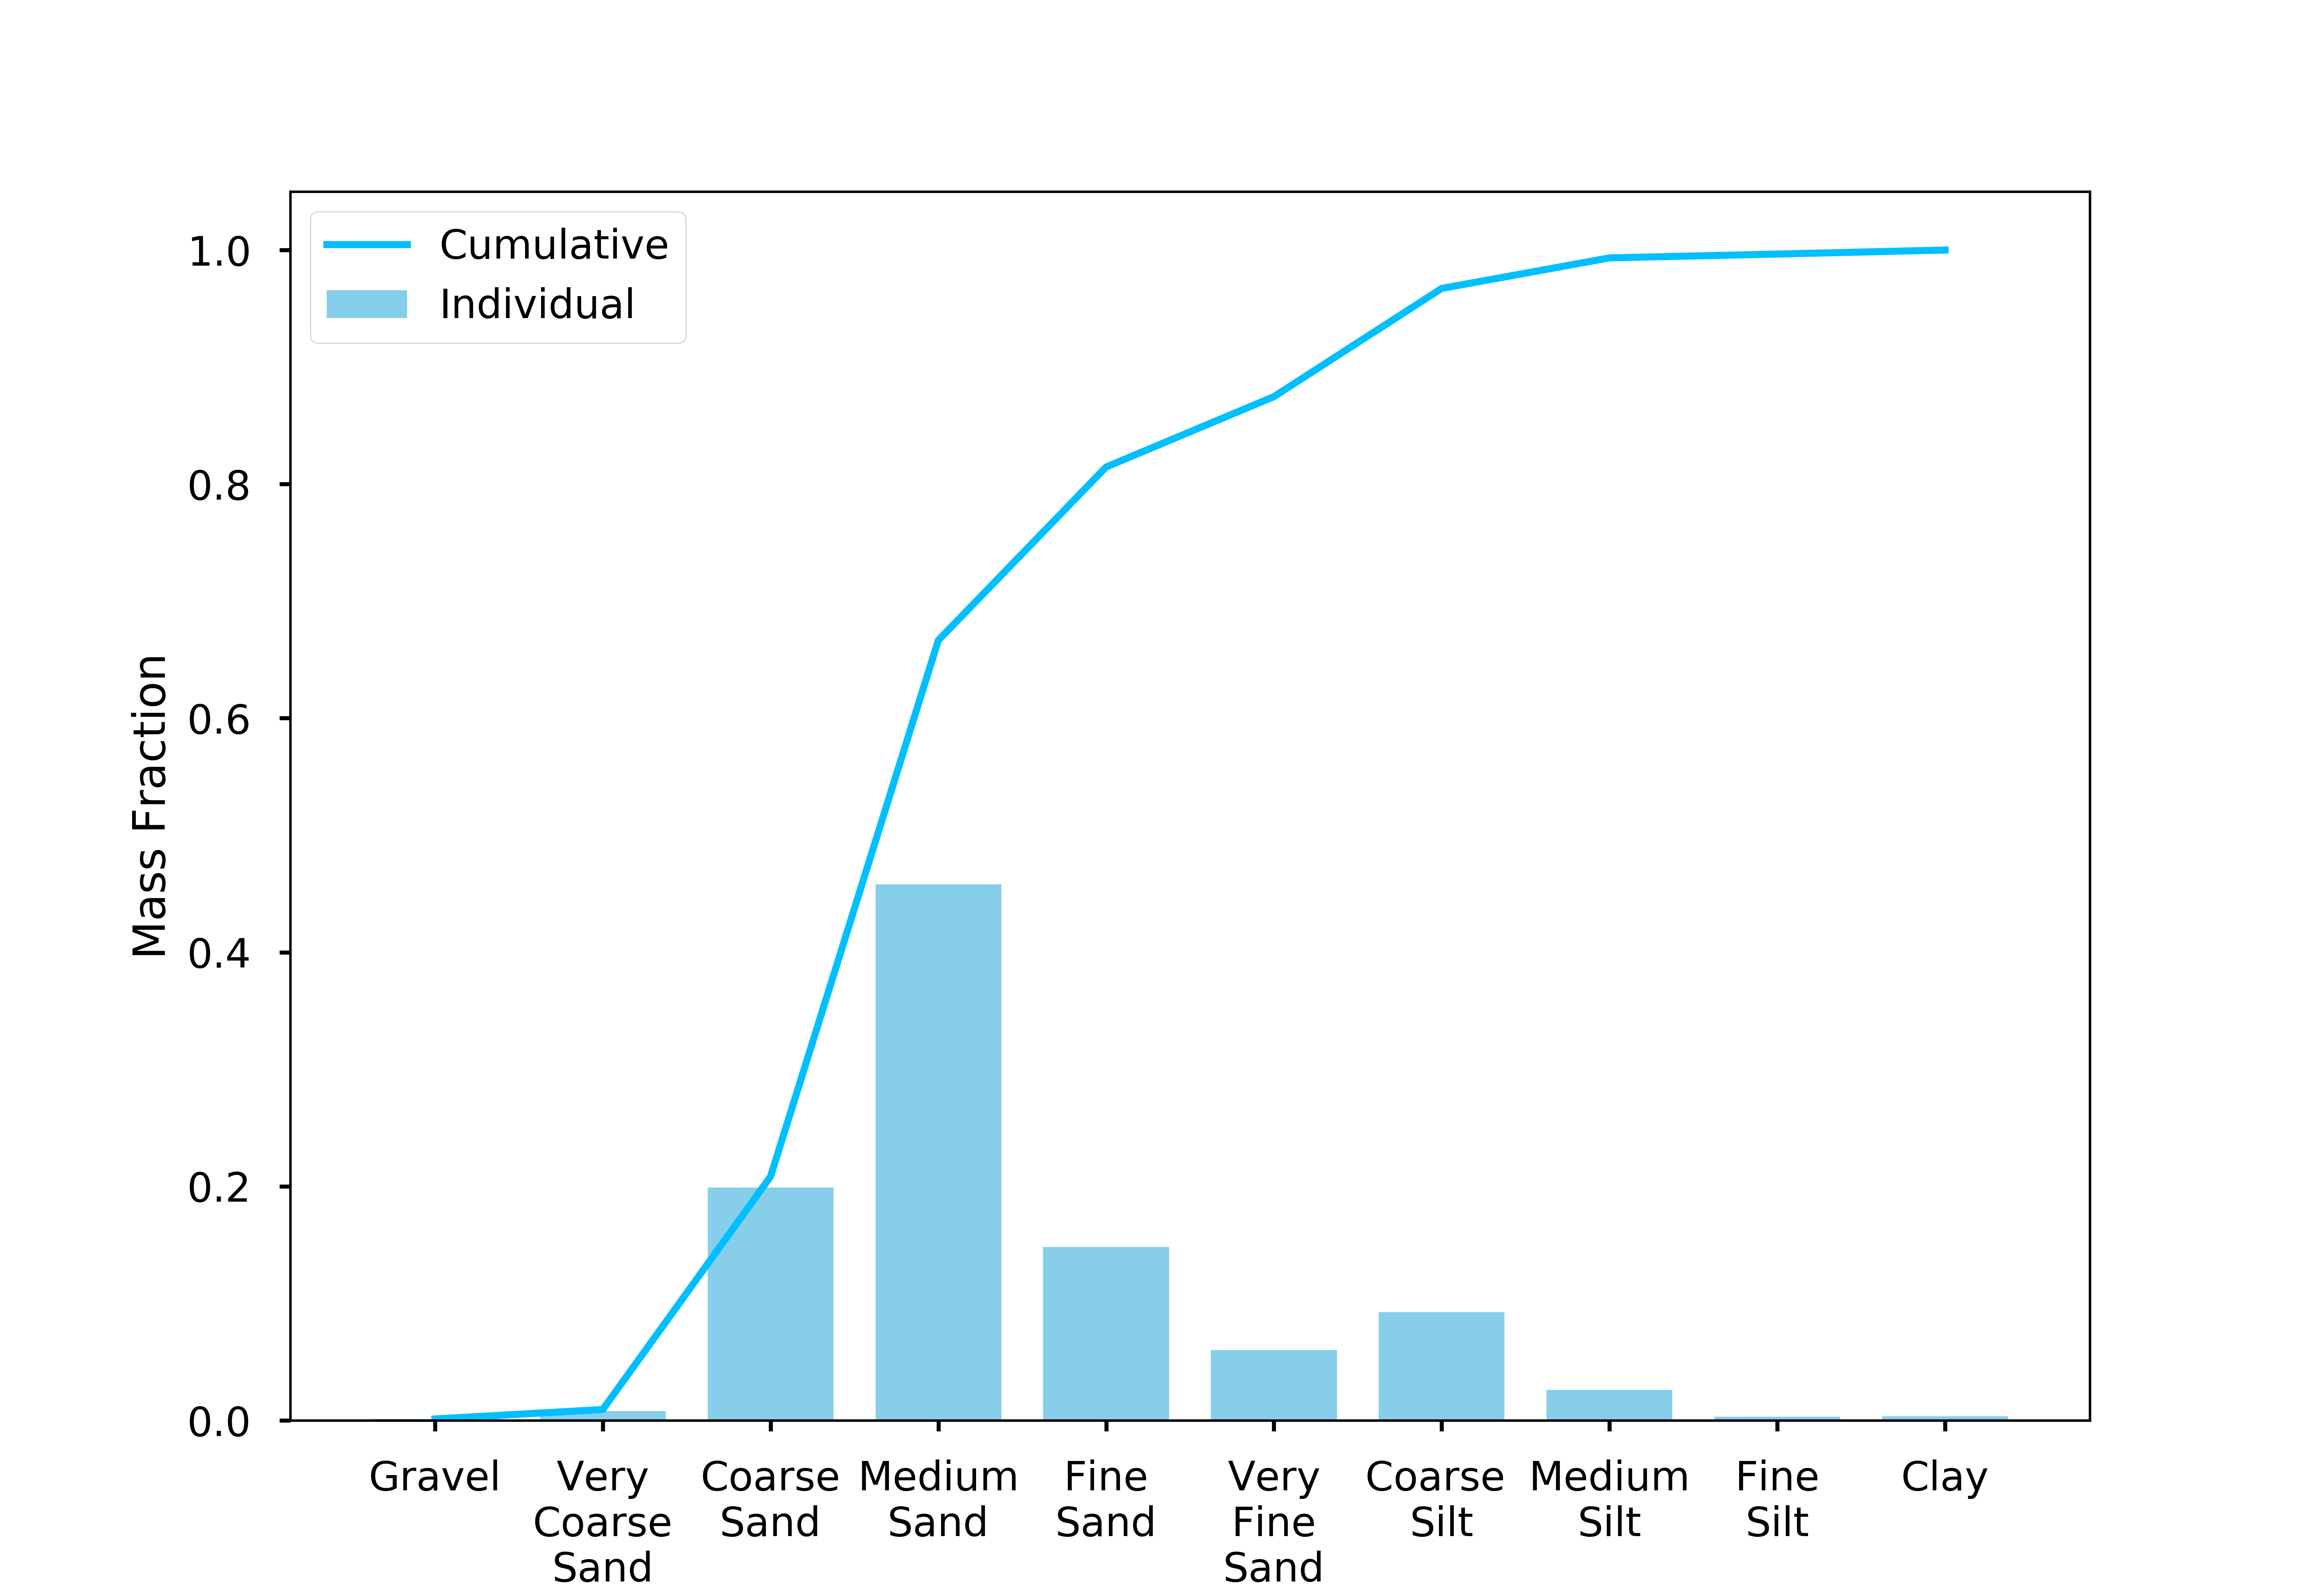 Cumulative
Individual
1.0
0.8
0.6
0.4
0.2
0.0
Mass Fraction
Gravel
Very
Coarse
Sand
Coarse
Sand
Medium
Sand
Fine
Sand
Very
Fine
Sand
Coarse
Silt
Medium
Silt
Fine
Silt
Clay